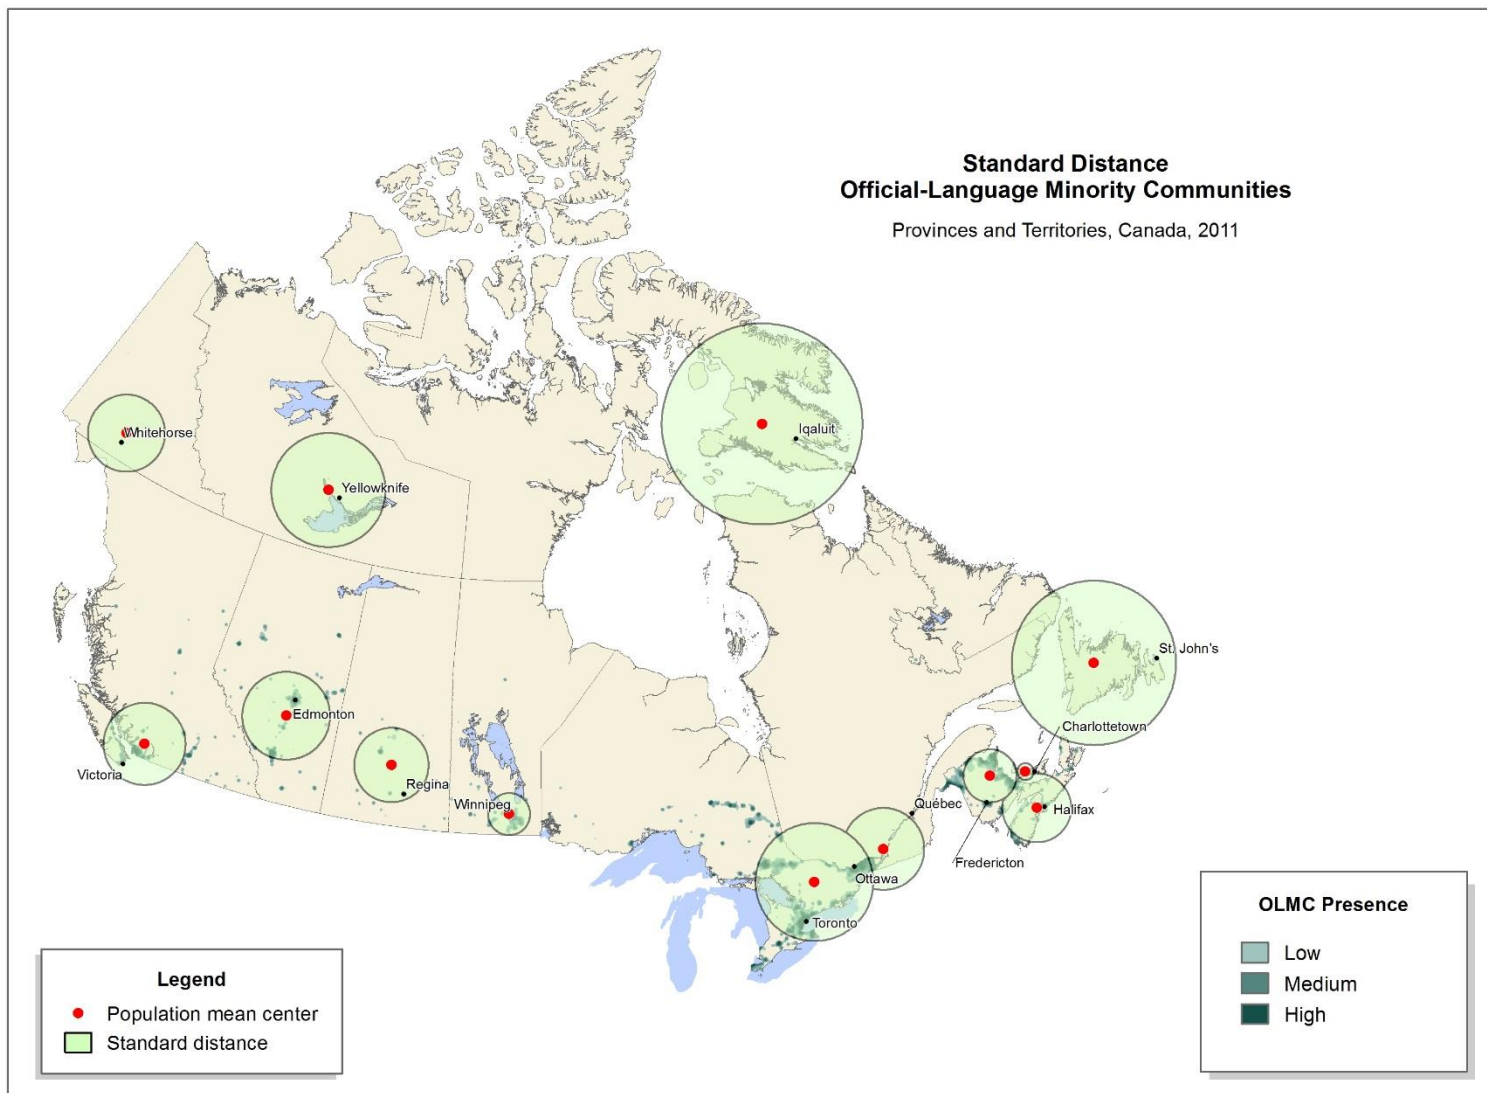 Standard Distance
Official-Language Minority Communities
Provinces and Territories, Canada, 2011
Whitehorse
Iqaluit
Yellowknife
St. John's
Edmonton
Charlottetown
Victoria
Regina
Winnipeg
Québec
Halifax
Fredericton
Ottawa
Toronto
OLMC Presence
Low
Medium
High
Legend
Population mean center
Standard distance